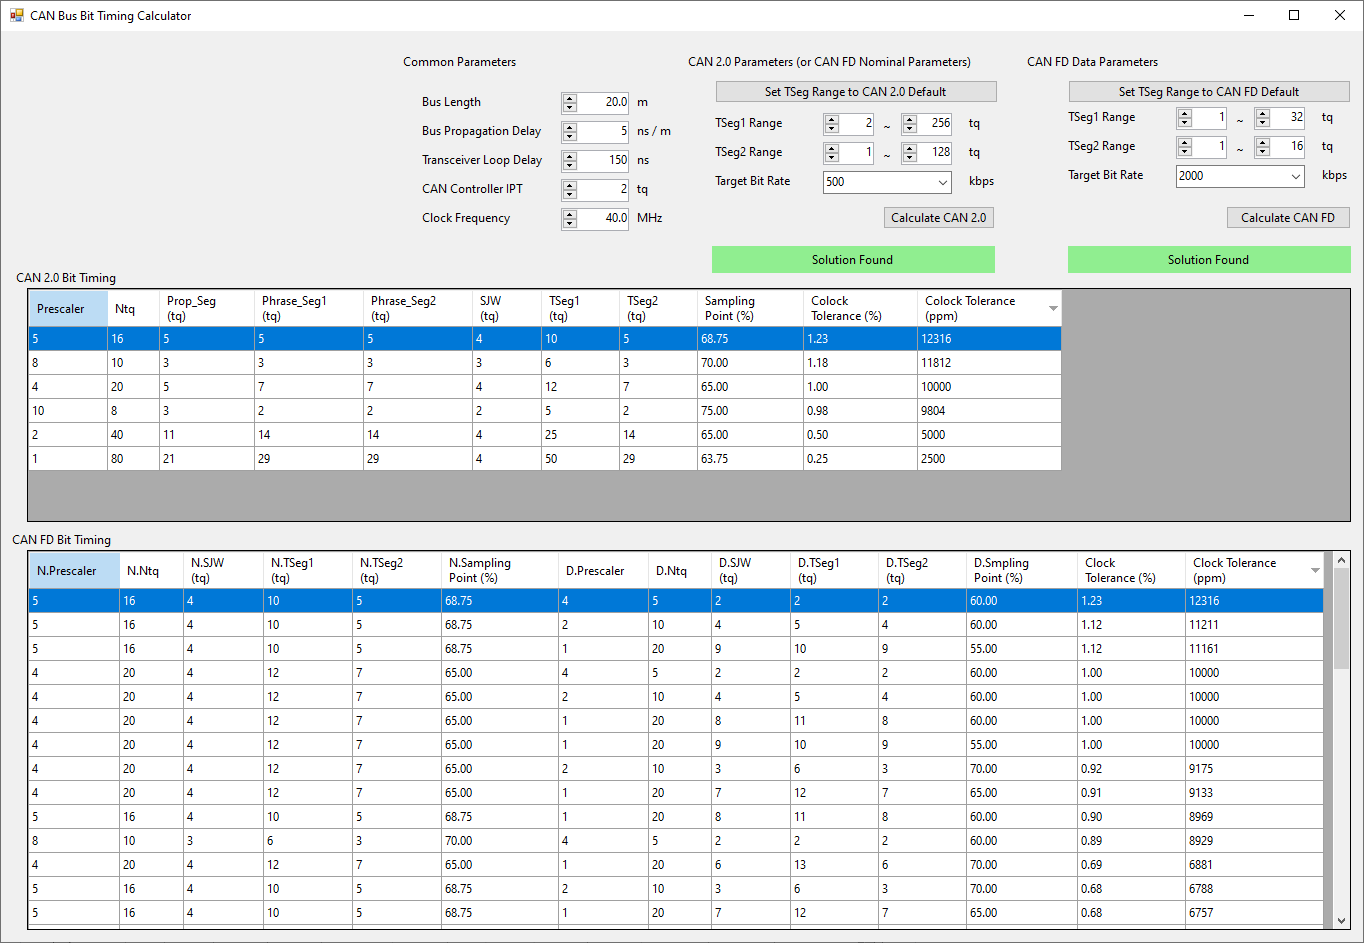 CAN Bus Bit Timing Calculator
Common Parameters
Bus Length 20.0 m
Bus Propagation Delay 5 ns / m
Transceiver Loop Delay 150 ns
CAN Controller IPT 2 tq
Clock Frequency 40.0 MHz
CAN 2.0 Parameters (or CAN FD Nominal Parameters)
Set TSeg Range to CAN 2.0 Default
TSeg1 Range 2 ~ 256 tq
TSeg2 Range 1 ~ 128 tq
Target Bit Rate 500 kbps
Calculate CAN 2.0
Solution Found
CAN FD Data Parameters
Set TSeg Range to CAN FD Default
TSeg1 Range 1 ~ 32 tq
TSeg2 Range 1 ~ 16 tq
Target Bit Rate 2000 kbps
Calculate CAN FD
Solution Found
CAN 2.0 Bit Timing
Prescaler Ntq Prop_Seg (tq) Phrase_Seg1 (tq) Phrase_Seg2 (tq) SJW (tq) TSeg1 (tq) TSeg2 (tq) Sampling Point (%) Colock Tolerance (%) Colock Tolerance (ppm)
5 16 5 5 5 4 10 5 68.75 1.23 12316
8 10 3 3 3 3 6 3 70.00 1.18 11812
4 20 5 7 7 4 12 7 65.00 1.00 10000
10 8 3 2 2 2 5 2 75.00 0.98 9804
2 40 11 14 14 4 25 14 65.00 0.50 5000
1 80 21 29 29 4 50 29 63.75 0.25 2500
CAN FD Bit Timing
N.Prescaler N.Ntq N.SJW (tq) N.TSeg1 (tq) N.TSeg2 (tq) N.Sampling Point (%) D.Prescaler D.Ntq D.SJW (tq) D.TSeg1 (tq) D.TSeg2 (tq) D.Smpling Point (%) Clock Tolerance (%) Clock Tolerance (ppm)
5 16 4 10 5 68.75 4 5 2 2 2 60.00 1.23 12316
5 16 4 10 5 68.75 2 10 4 5 4 60.00 1.12 11211
5 16 4 10 5 68.75 1 20 9 10 9 55.00 1.12 11161
4 20 4 12 7 65.00 4 5 2 2 2 60.00 1.00 10000
4 20 4 12 7 65.00 2 10 4 5 4 60.00 1.00 10000
4 20 4 12 7 65.00 1 20 8 11 8 60.00 1.00 10000
4 20 4 12 7 65.00 1 20 9 10 9 55.00 1.00 10000
4 20 4 12 7 65.00 2 10 3 6 3 70.00 0.92 9175
4 20 4 12 7 65.00 1 20 7 12 7 65.00 0.91 9133
5 16 4 10 5 68.75 1 20 8 11 8 60.00 0.90 8969
8 10 3 6 3 70.00 4 5 2 2 2 60.00 0.89 8929
4 20 4 12 7 65.00 1 20 6 13 6 70.00 0.69 6881
5 16 4 10 5 68.75 2 10 3 6 3 70.00 0.68 6788
5 16 4 10 5 68.75 1 20 7 12 7 65.00 0.68 6757